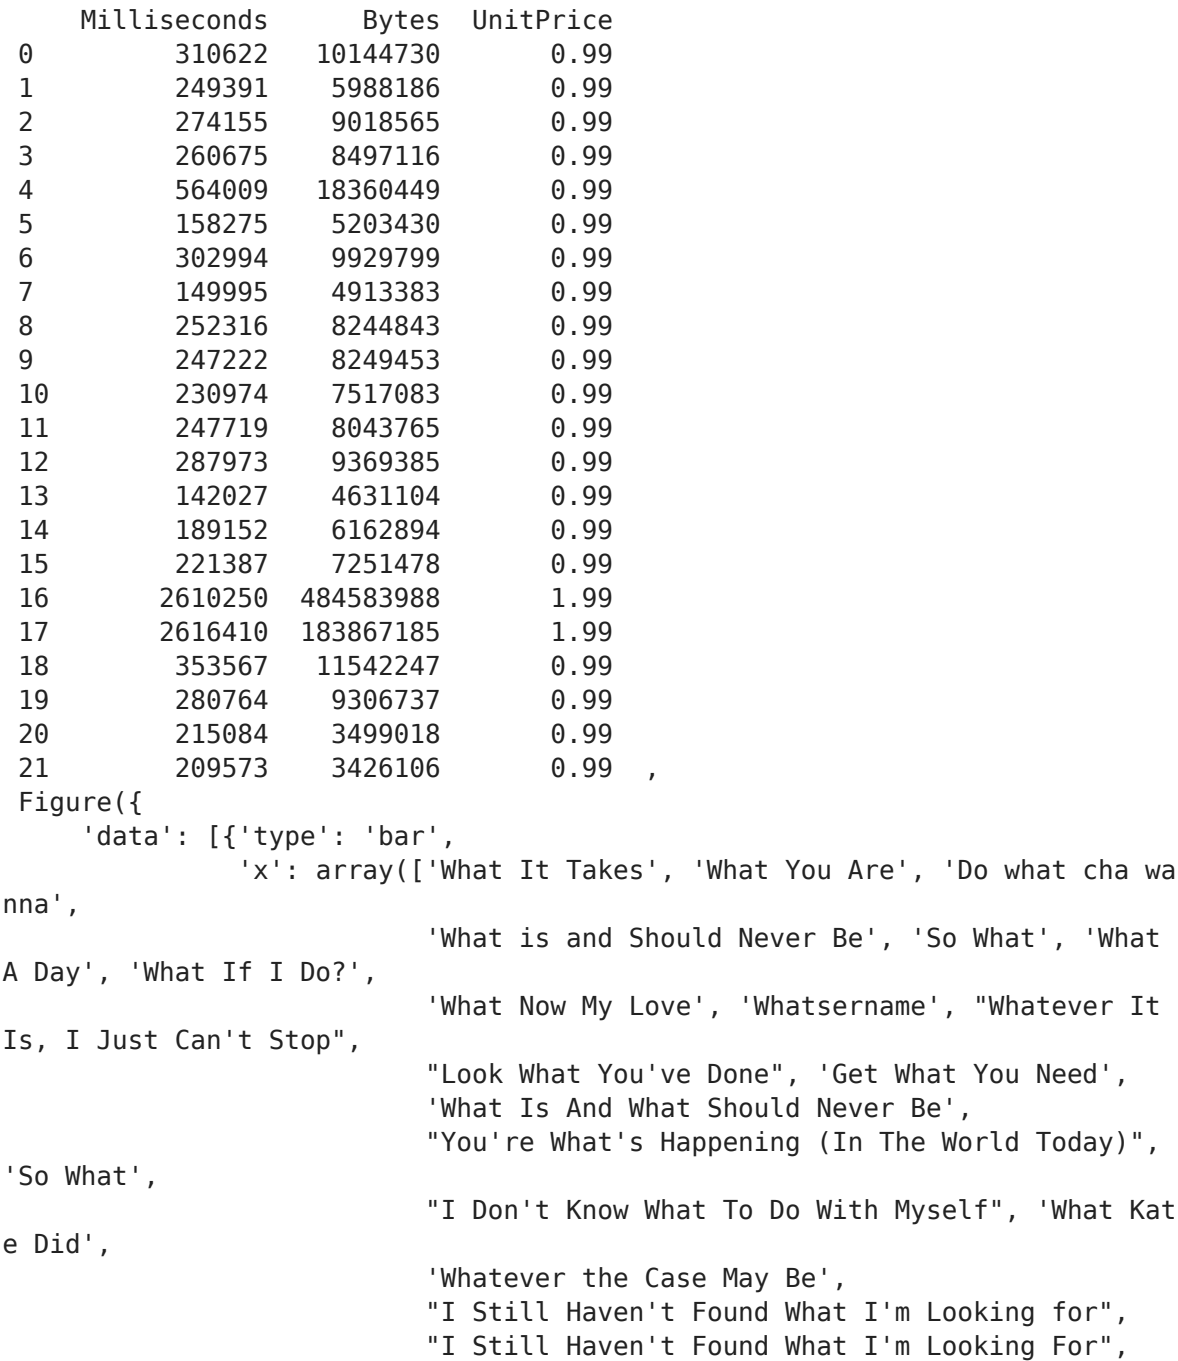 Milliseconds      Bytes  UnitPrice
0         310622   10144730       0.99
1         249391    5988186       0.99
2         274155    9018565       0.99
3         260675    8497116       0.99
4         564009   18360449       0.99
5         158275    5203430       0.99
6         302994    9929799       0.99
7         149995    4913383       0.99
8         252316    8244843       0.99
9         247222    8249453       0.99
10        230974    7517083       0.99
11        247719    8043765       0.99
12        287973    9369385       0.99
13        142027    4631104       0.99
14        189152    6162894       0.99
15        221387    7251478       0.99
16       2610250  484583988       1.99
17       2616410  183867185       1.99
18        353567   11542247       0.99
19        280764    9306737       0.99
20        215084    3499018       0.99
21        209573    3426106       0.99  ,
Figure({
    'data': [{'type': 'bar',
              'x': array(['What It Takes', 'What You Are', 'Do what cha wa
nna',
                          'What is and Should Never Be', 'So What', 'What
A Day', 'What If I Do?',
                          'What Now My Love', 'Whatsername', "Whatever It
Is, I Just Can't Stop",
                          "Look What You've Done", 'Get What You Need',
                          'What Is And What Should Never Be',
                          "You're What's Happening (In The World Today)",
'So What',
                          "I Don't Know What To Do With Myself", 'What Kat
e Did',
                          'Whatever the Case May Be',
                          "I Still Haven't Found What I'm Looking for",
                          "I Still Haven't Found What I'm Looking For",